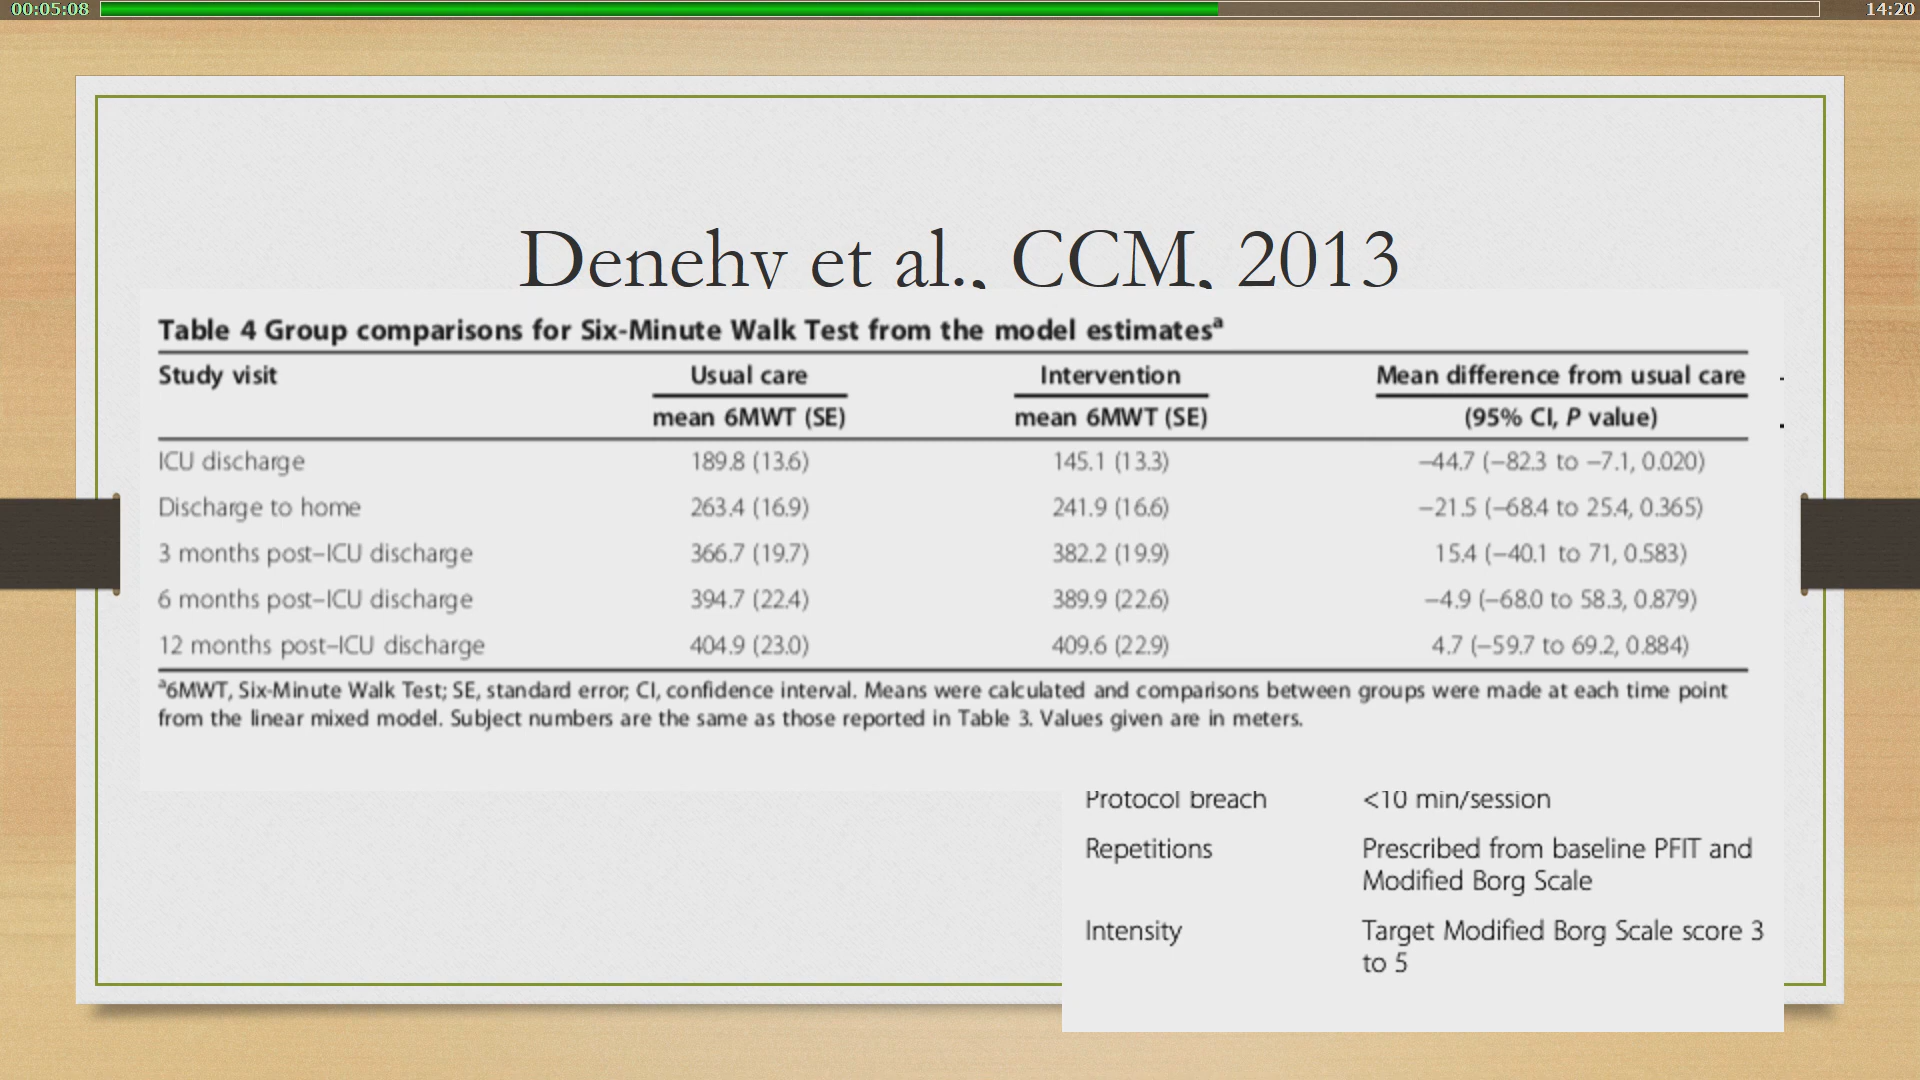 00:05:08 14:20
Denehy et al., CCM, 2013
Table 4 Group comparisons for Six-Minute Walk Test from the model estimatesª
Study visit Usual care Intervention Mean difference from usual care
mean 6MWT (SE) mean 6MWT (SE) (95% CI, P value)
ICU discharge 189.8 (13.6) 145.1 (13.3) −44.7 (−82.3 to −7.1, 0.020)
Discharge to home 263.4 (16.9) 241.9 (16.6) −21.5 (−68.4 to 25.4, 0.365)
3 months post–ICU discharge 366.7 (19.7) 382.2 (19.9) 15.4 (−40.1 to 71, 0.583)
6 months post–ICU discharge 394.7 (22.4) 389.9 (22.6) −4.9 (−68.0 to 58.3, 0.879)
12 months post–ICU discharge 404.9 (23.0) 409.6 (22.9) 4.7 (−59.7 to 69.2, 0.884)
ª6MWT, Six-Minute Walk Test; SE, standard error; CI, confidence interval. Means were calculated and comparisons between groups were made at each time point
from the linear mixed model. Subject numbers are the same as those reported in Table 3. Values given are in meters.
Protocol breach <10 min/session
Repetitions Prescribed from baseline PFIT and
Modified Borg Scale
Intensity Target Modified Borg Scale score 3
to 5